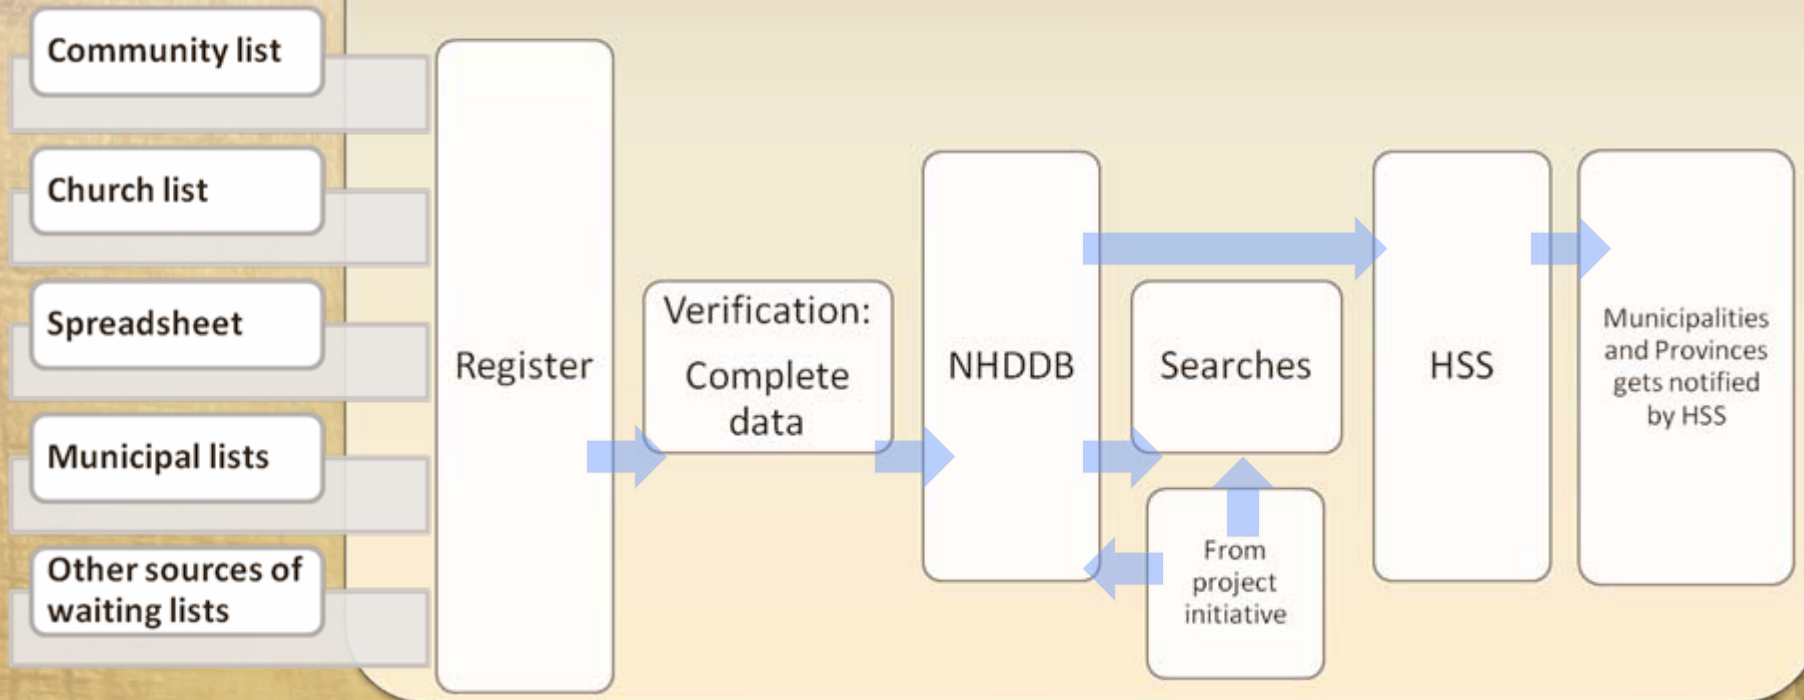 Community list
Church list
Spreadsheet
Municipal lists
Other sources of
waiting lists
Register
Verification:
Complete
data
NHDDB
Searches
From
project
initiative
HSS
Municipalities
and Provinces
gets notified
by HSS